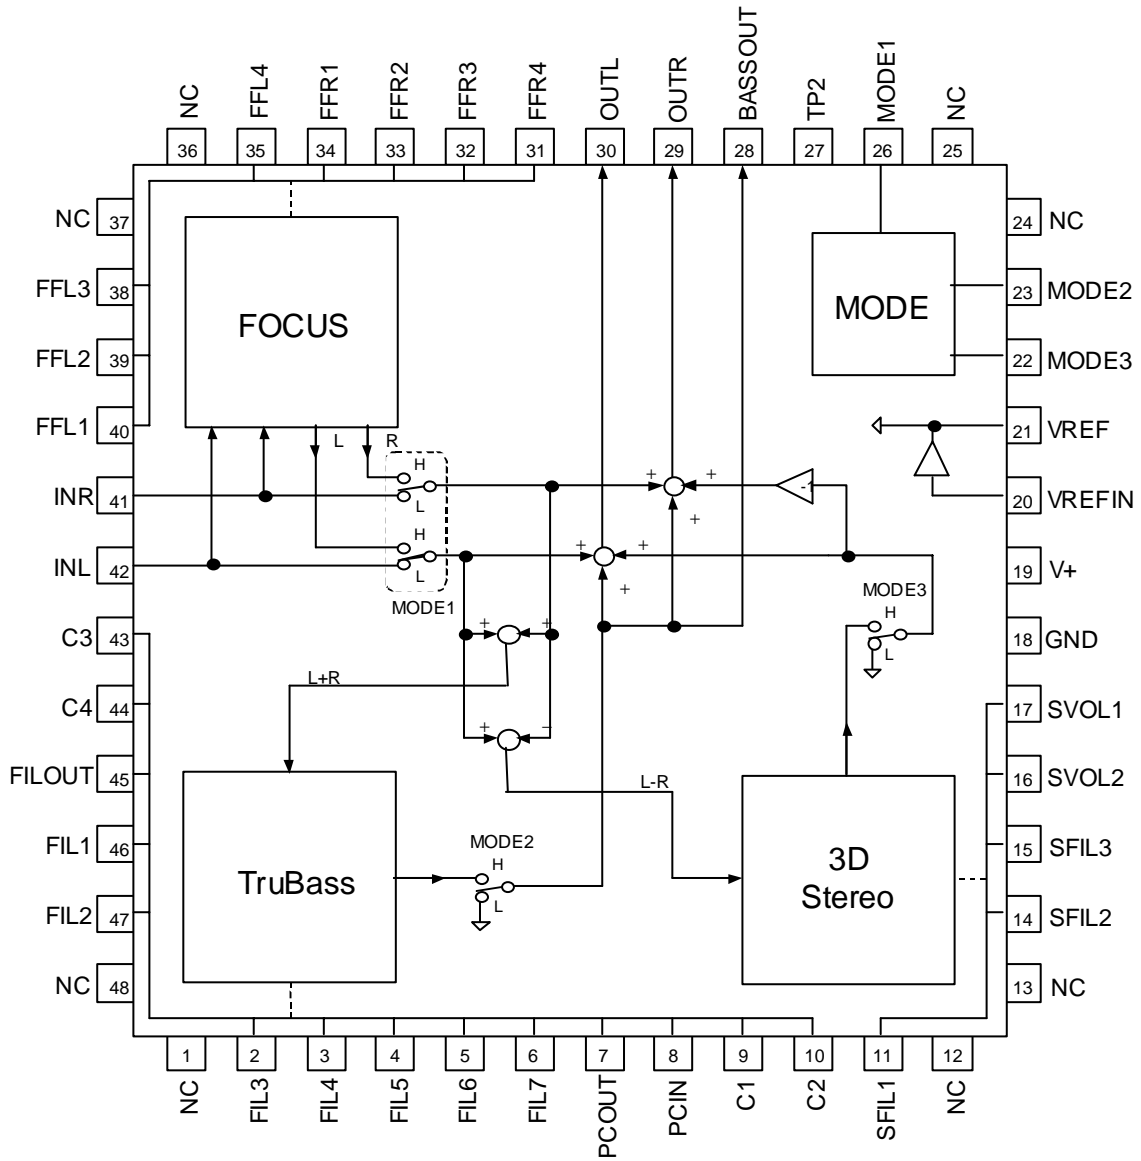 NC
FFL4
FFR1
FFR2
FFR3
FFR4
OUTL
OUTR
BASSOUT
TP2
MODE1
NC
36
35
34
33
32
31
30
29
28
27
26
25
NC 37
24 NC
FFL3 38
FOCUS
MODE
23 MODE2
FFL2 39
22 MODE3
FFL1 40
L
R
21 VREF
H
INR 41
+
+
-1
20 VREFIN
L
+
H
+
+
INL 42
L
19 V+
+
MODE1
MODE3
H
C3 43
+
+
18 GND
L
L+R
C4 44
17 SVOL1
+
−
FILOUT 45
L-R
16 SVOL2
FIL1 46
MODE2
15 SFIL3
H
TruBass
3D
Stereo
L
FIL2 47
14 SFIL2
NC 48
13 NC
1
2
3
4
5
6
7
8
9
10
11
12
NC
FIL3
FIL4
FIL5
FIL6
FIL7
PCOUT
PCIN
C1
C2
SFIL1
NC